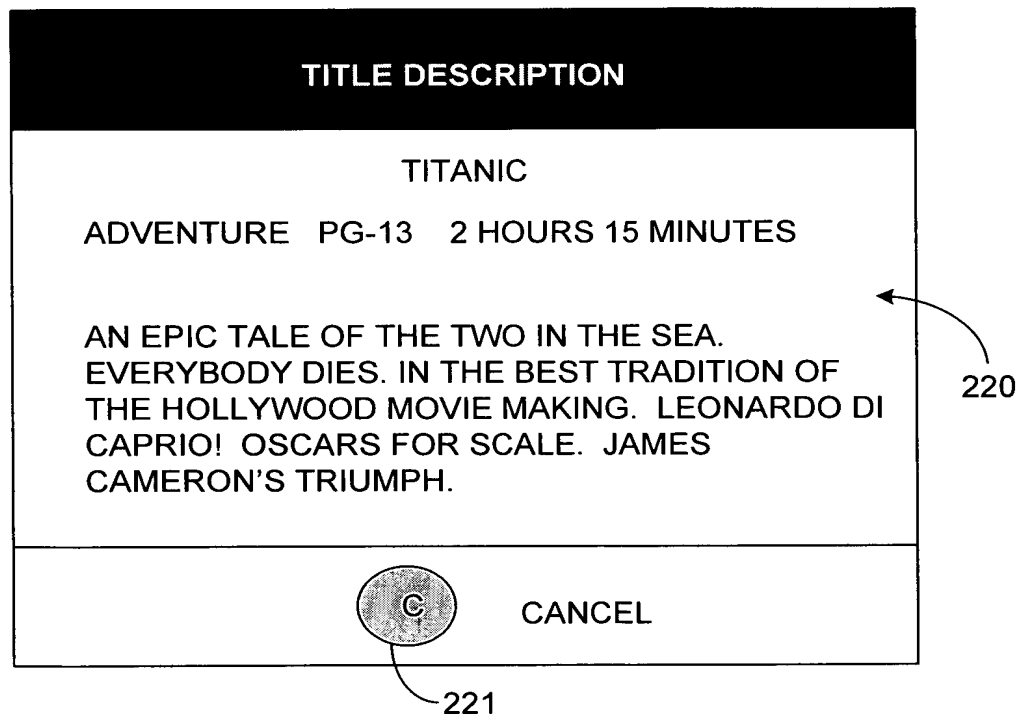 TITLE DESCRIPTION
TITANIC
ADVENTURE PG-13 2 HOURS 15 MINUTES
AN EPIC TALE OF THE TWO IN THE SEA.
EVERYBODY DIES. IN THE BEST TRADITION OF
THE HOLLYWOOD MOVIE MAKING. LEONARDO DI
CAPRIO! OSCARS FOR SCALE. JAMES
CAMERON'S TRIUMPH.
220
C CANCEL
221